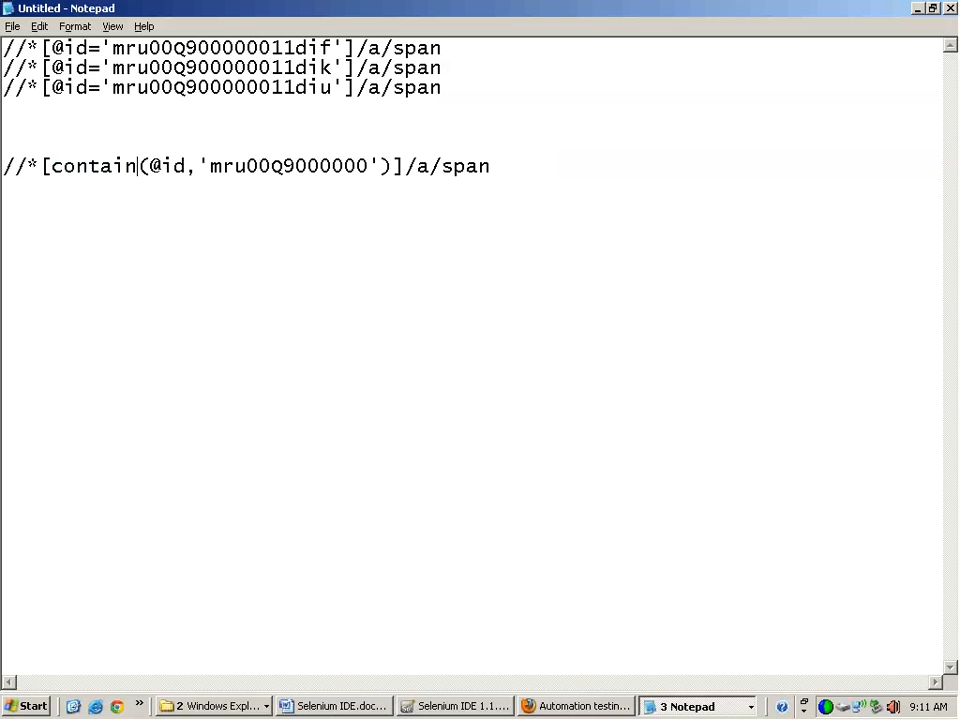 Untitled - Notepad
File Edit Format View Help
//*[@id='mru00Q900000011dif']/a/span
//*[@id='mru00Q900000011dik']/a/span
//*[@id='mru00Q900000011diu']/a/span
//*[contain(@id,'mru00Q9000000')]/a/span
Start » 2 Windows Expl... Selenium IDE.doc... Selenium IDE 1.1.... Automation testin... 3 Notepad 9:11 AM